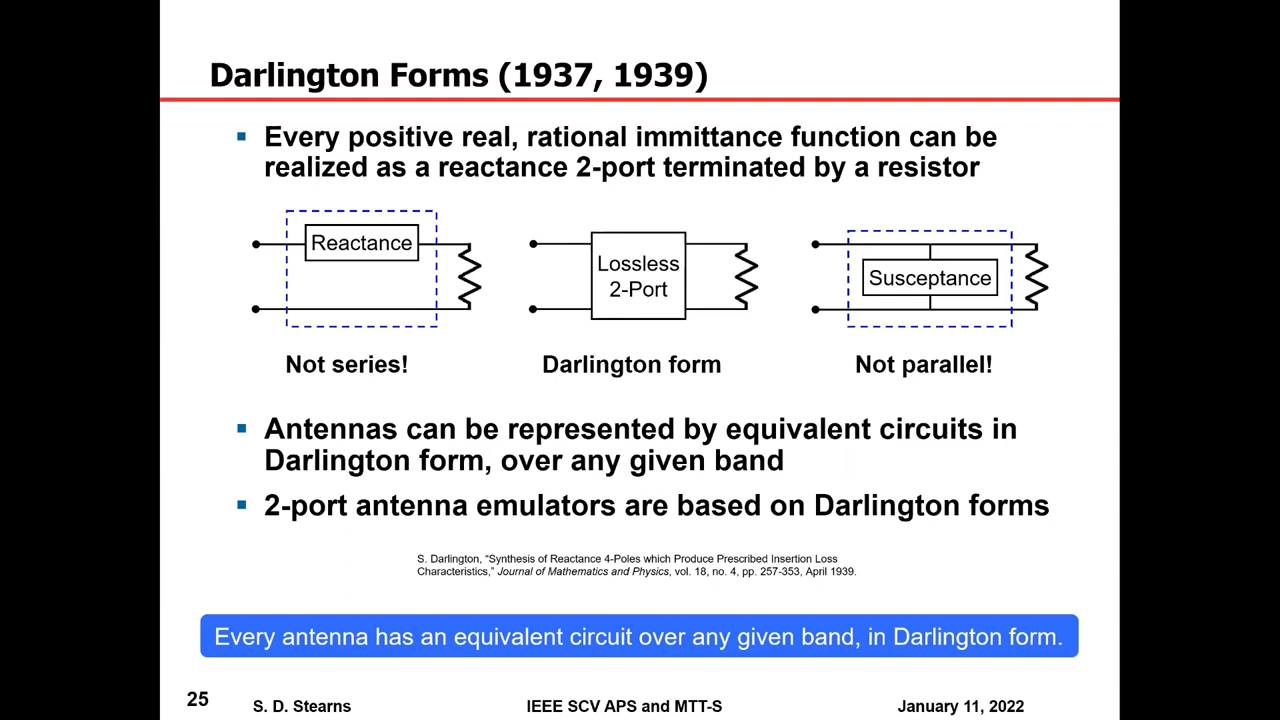 Darlington Forms (1937, 1939)
Every positive real, rational immittance function can be
realized as a reactance 2-port terminated by a resistor
Reactance
Lossless
2-Port
Susceptance
Not series!
Darlington form
Not parallel!
Antennas can be represented by equivalent circuits in
Darlington form, over any given band
2-port antenna emulators are based on Darlington forms
S. Darlington, "Synthesis of Reactance 4-Poles which Produce Prescribed Insertion Loss
Characteristics," Journal of Mathematics and Physics, vol. 18, no. 4, pp. 257-353, April 1939.
Every antenna has an equivalent circuit over any given band, in Darlington form.
25
S. D. Stearns
IEEE SCV APS and MTT-S
January 11, 2022